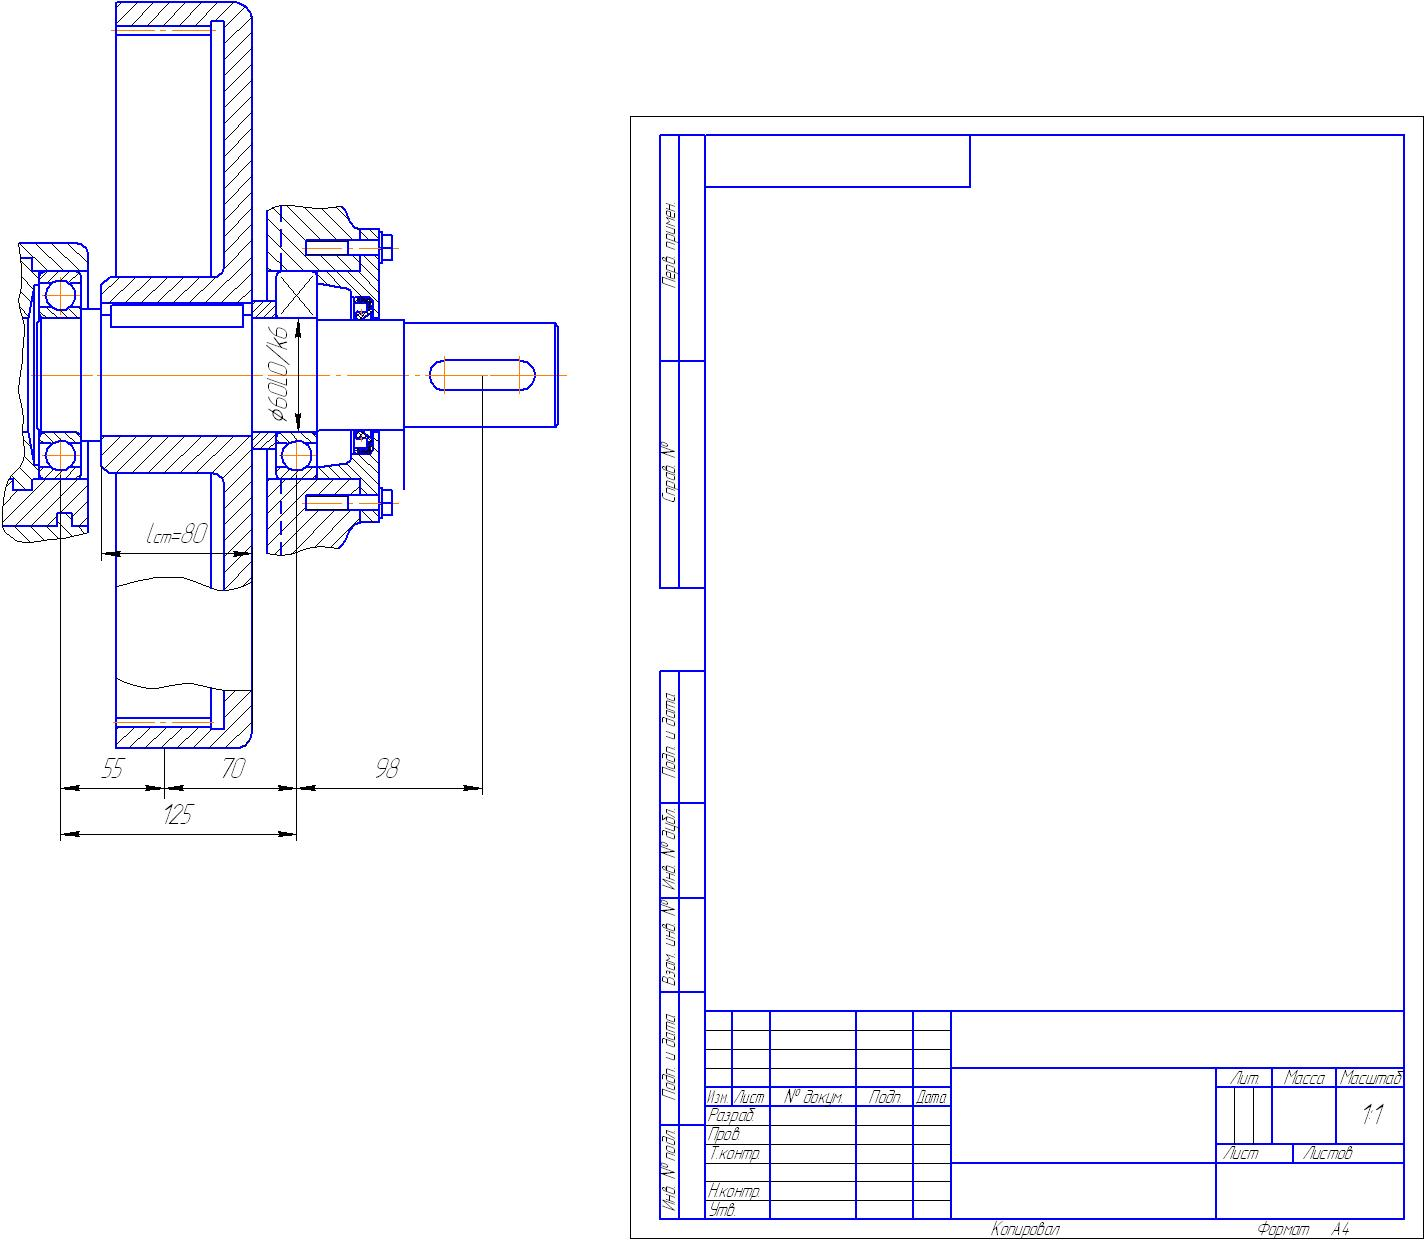 ⌀60L0/k6
lст=80
55
70
98
125
Перв. примен.
Справ. №
Подп. и дата
Инв. № дубл.
Взам. инв. №
Подп. и дата
Инв. № подл.
Изм. Лист № докум. Подп. Дата
Разраб.
Пров.
Т.контр.
Н.контр.
Утв.
Лит. Масса Масштаб
1:1
Лист Листов
Копировал Формат А4